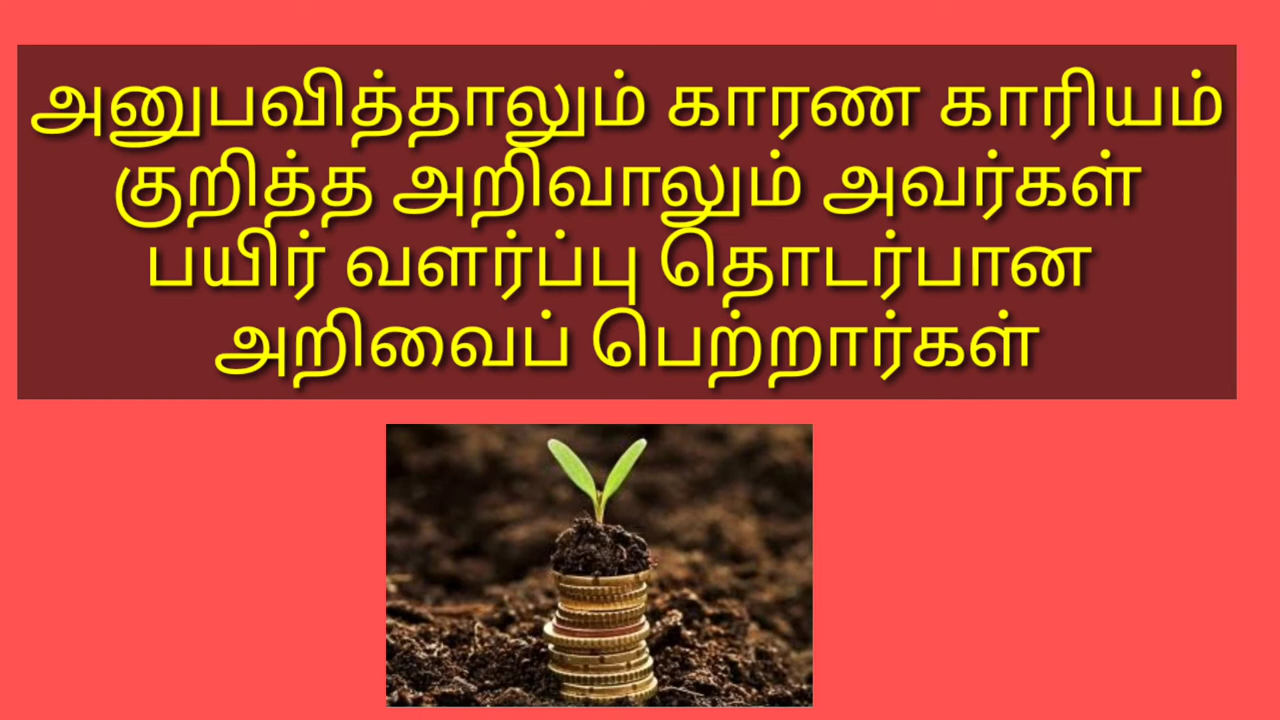 அனுபவித்தாலும் காரண காரியம்
குறித்த அறிவாலும் அவர்கள்
பயிர் வளர்ப்பு தொடர்பான
அறிவைப் பெற்றார்கள்